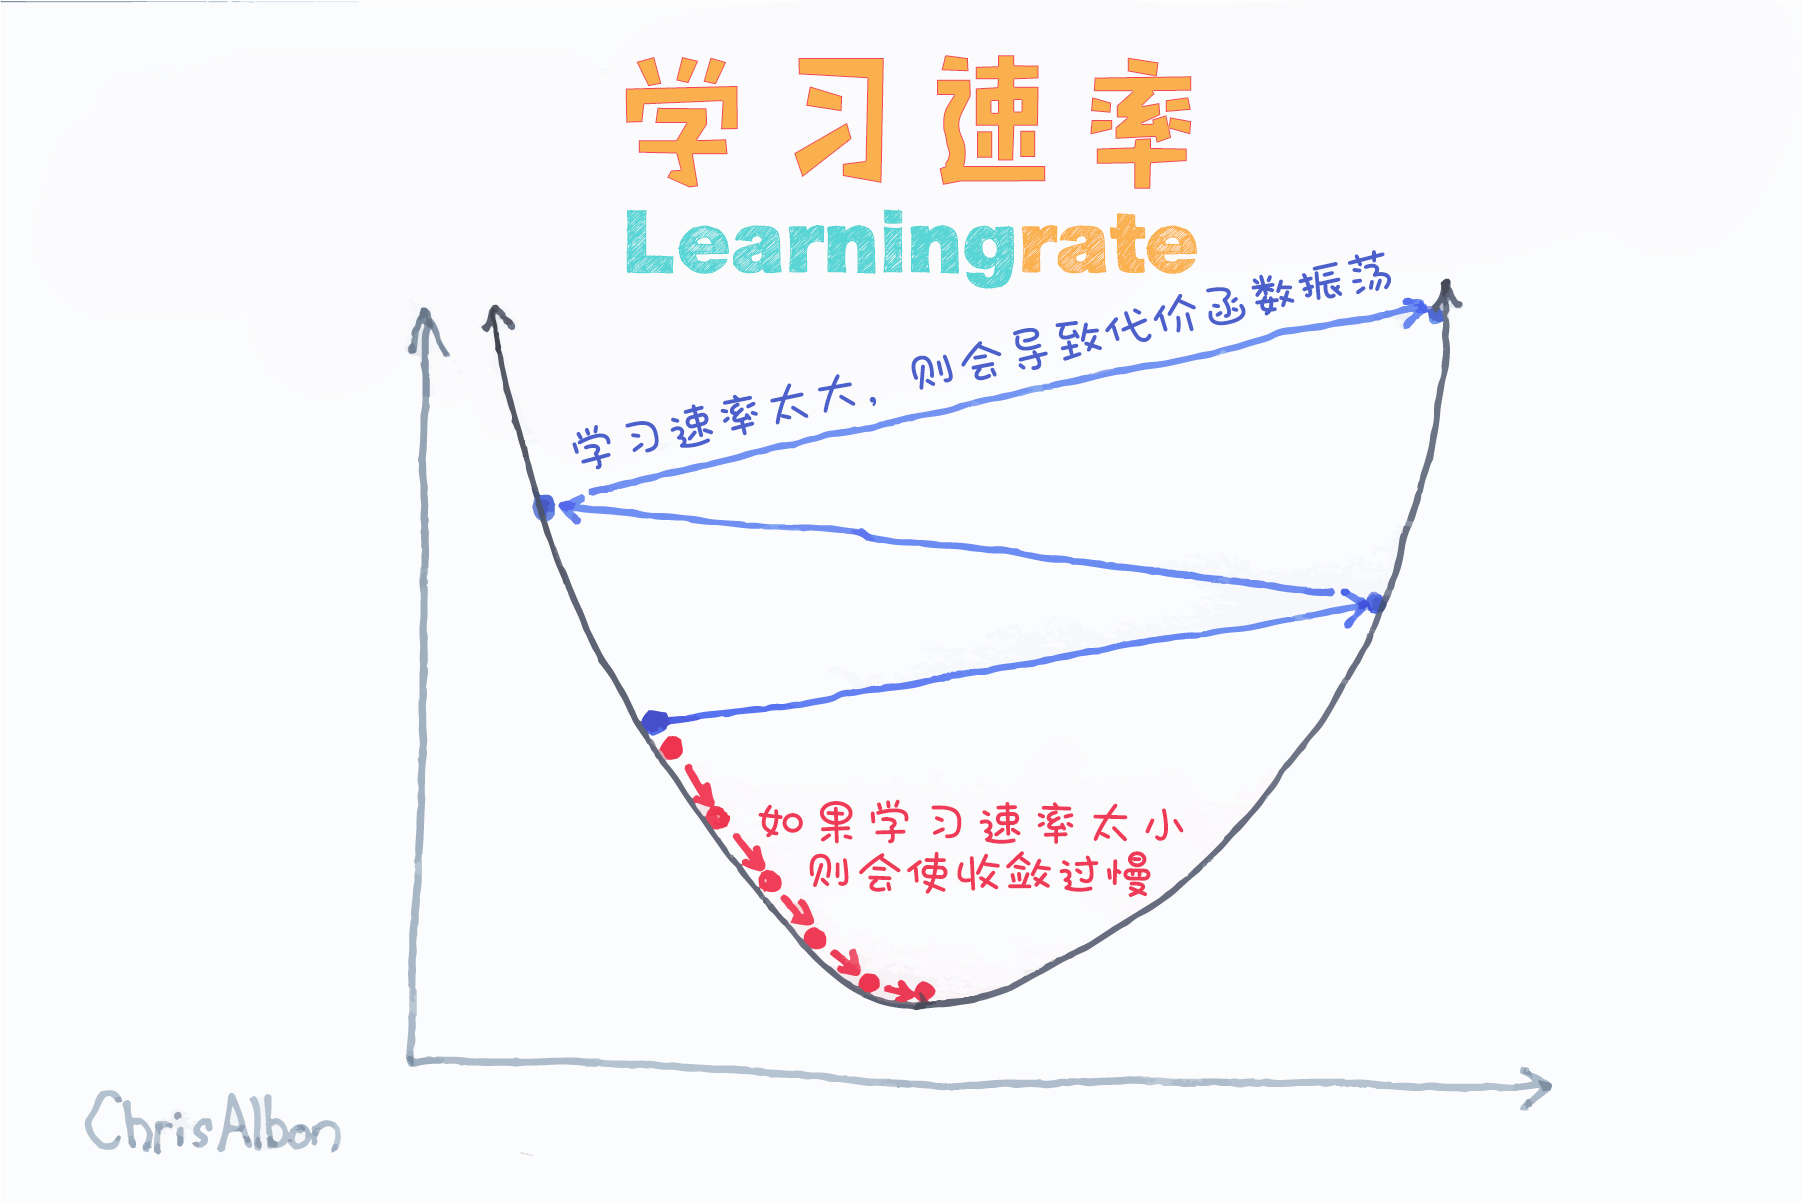 学习速率
Learningrate
学习速率太大，则会导致代价函数振荡
如果学习速率太小
则会使收敛过慢
ChrisAlbon